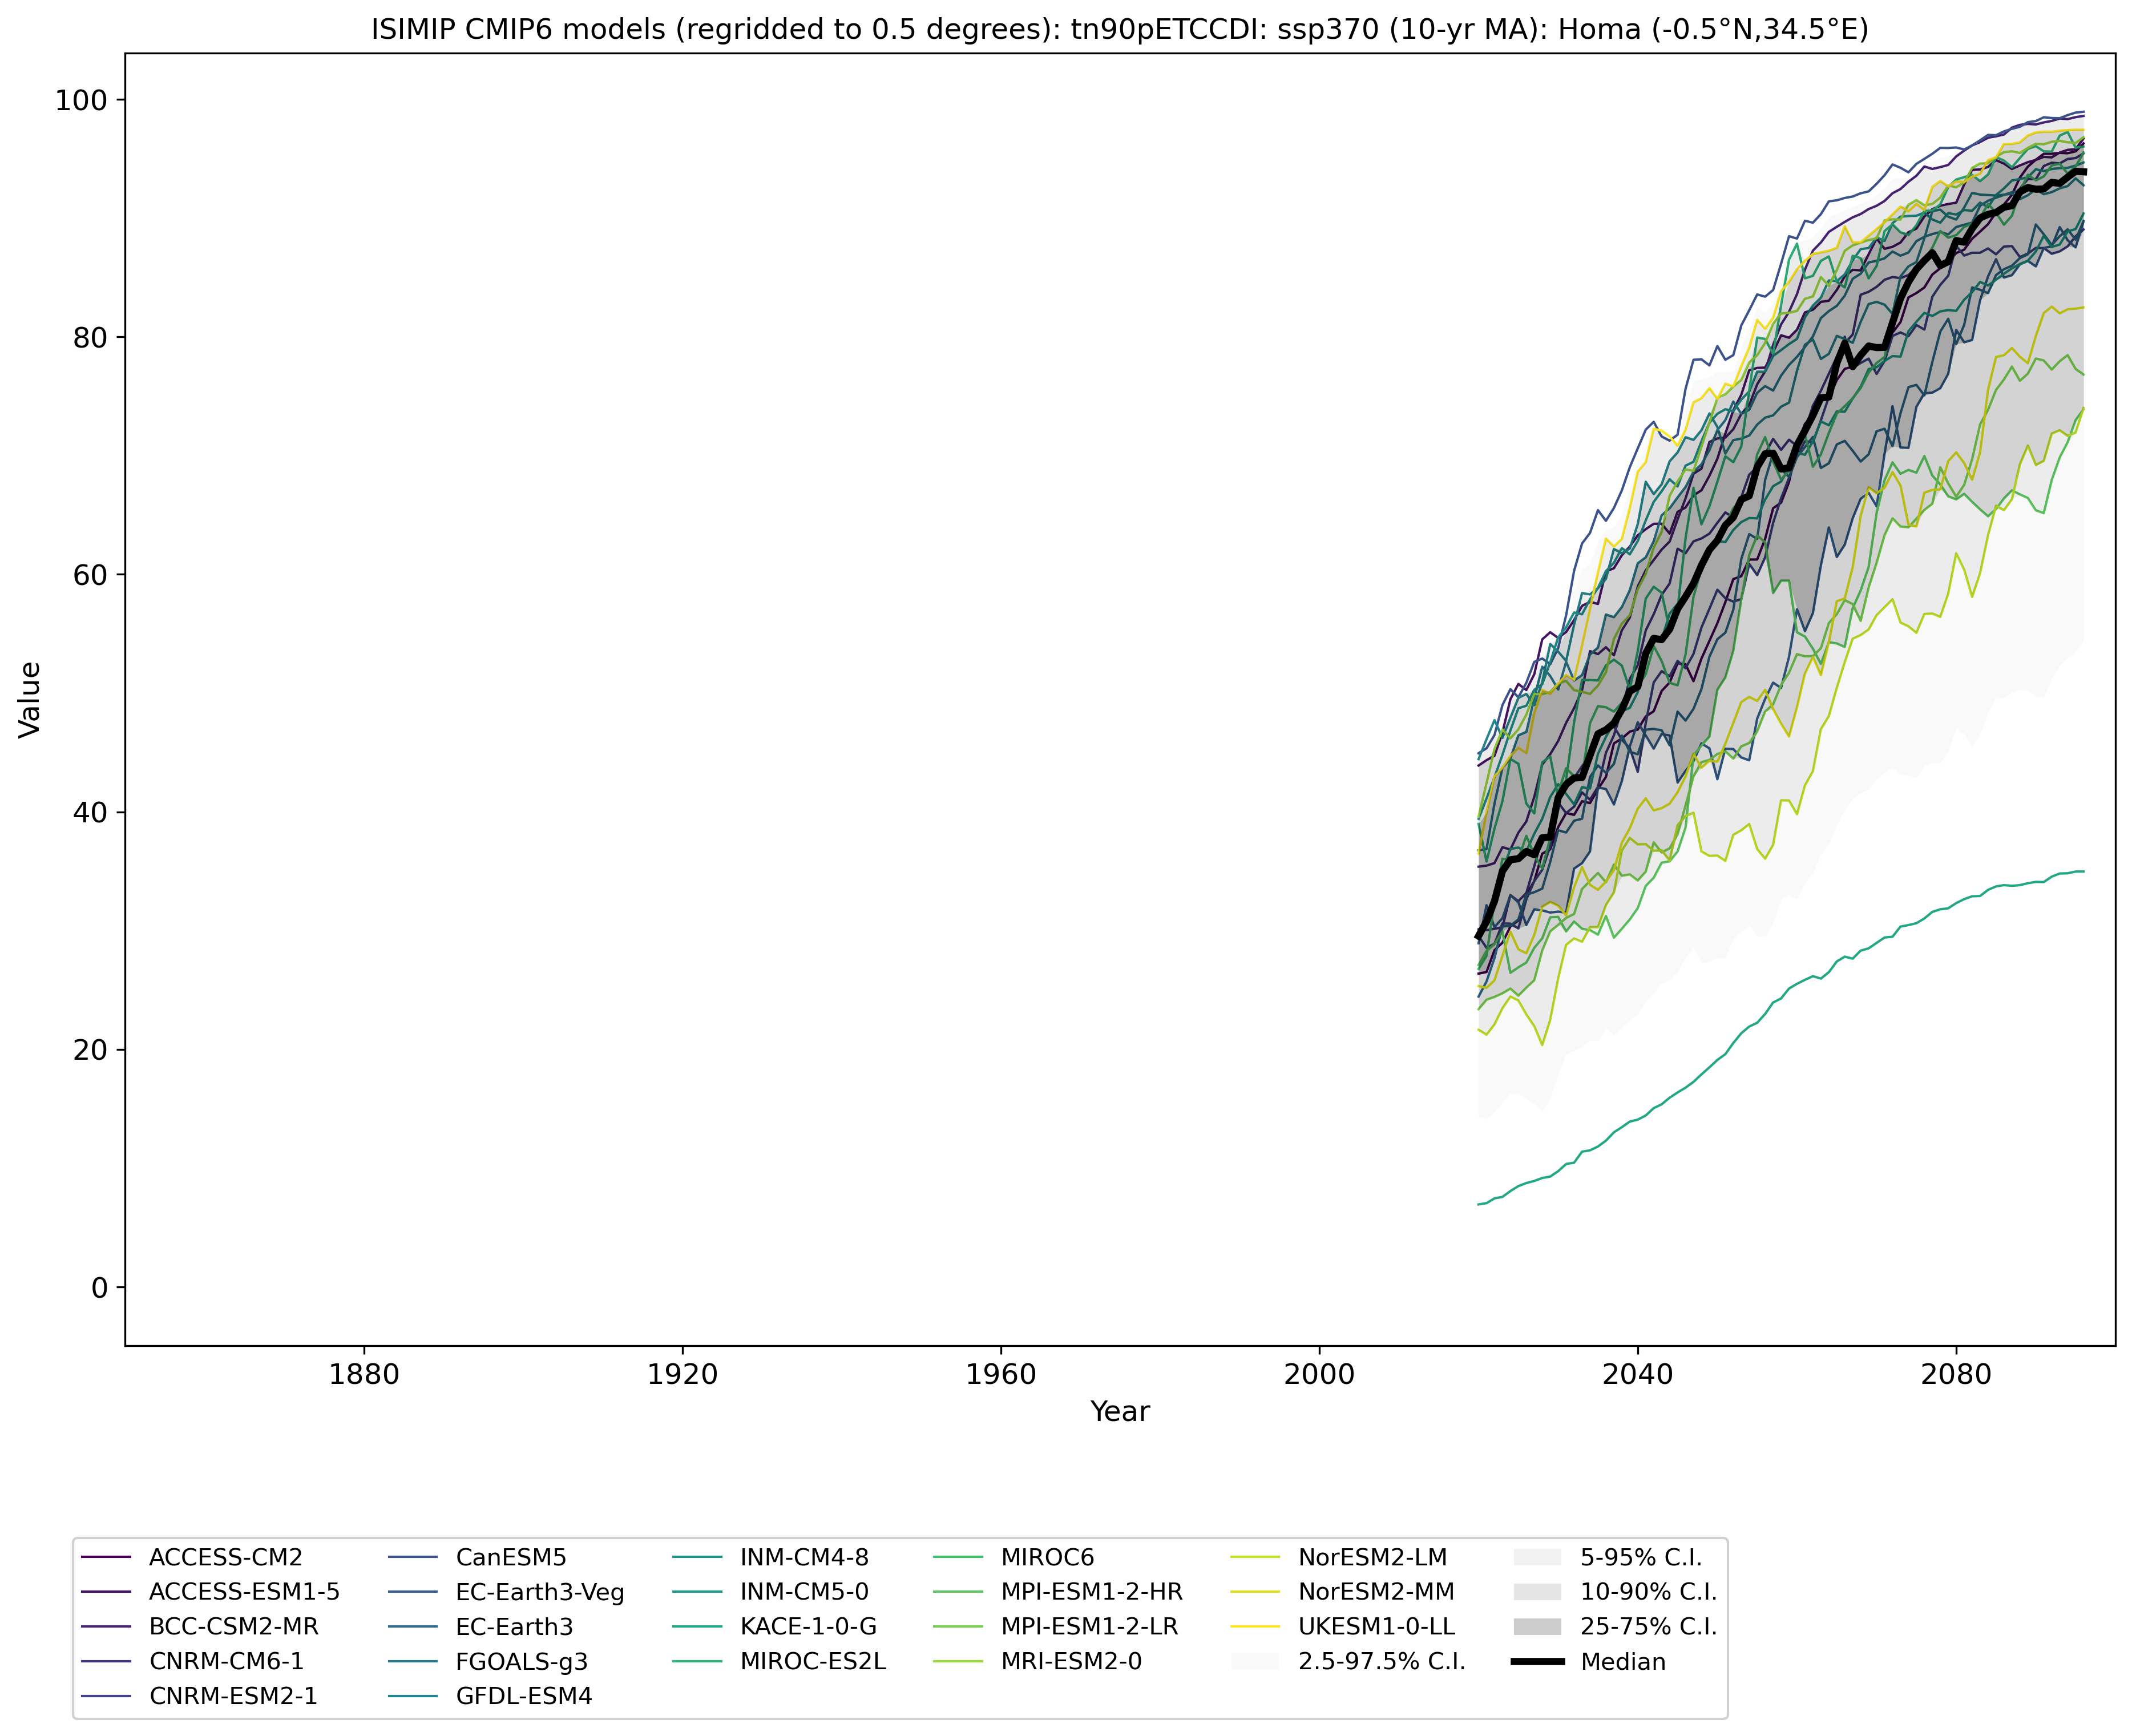 ISIMIP CMIP6 models (regridded to 0.5 degrees): tn90pETCCDI: ssp370 (10-yr MA): Homa (-0.5°N,34.5°E)
100
80
60
40
20
0
Value
1880 1920 1960 2000 2040 2080
Year
ACCESS-CM2 CanESM5 INM-CM4-8 MIROC6 NorESM2-LM 5-95% C.I.
ACCESS-ESM1-5 EC-Earth3-Veg INM-CM5-0 MPI-ESM1-2-HR NorESM2-MM 10-90% C.I.
BCC-CSM2-MR EC-Earth3 KACE-1-0-G MPI-ESM1-2-LR UKESM1-0-LL 25-75% C.I.
CNRM-CM6-1 FGOALS-g3 MIROC-ES2L MRI-ESM2-0 2.5-97.5% C.I. Median
CNRM-ESM2-1 GFDL-ESM4